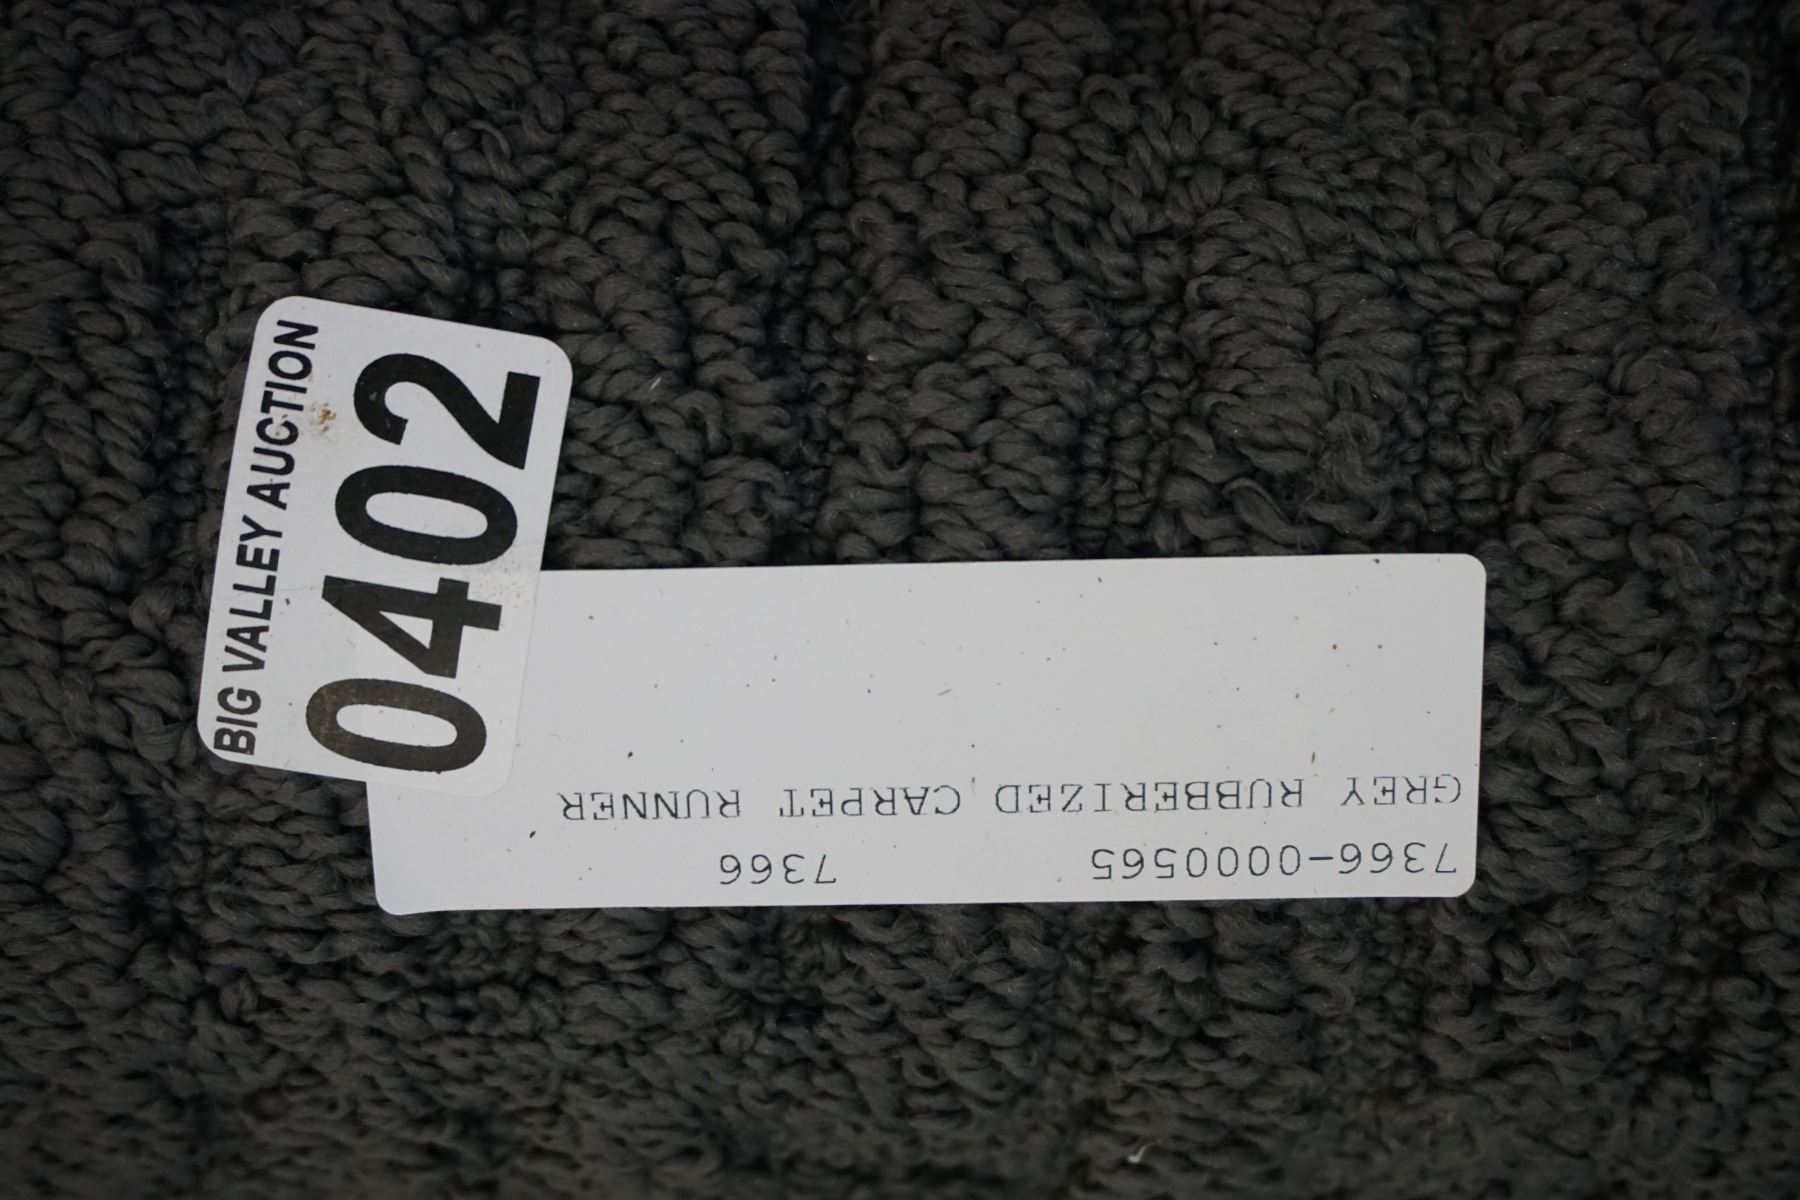 BIG VALLEY AUCTION
0402
7366-0000565 7366
GREY RUBBERIZED CARPET RUNNER